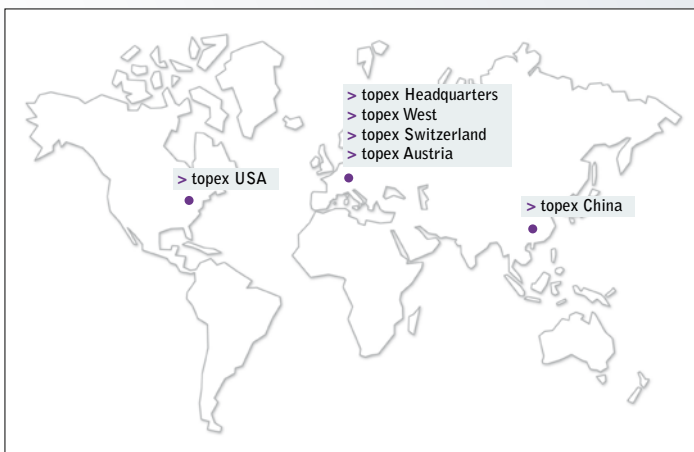 > topex Headquarters
> topex West
> topex Switzerland
> topex Austria
> topex USA
> topex China